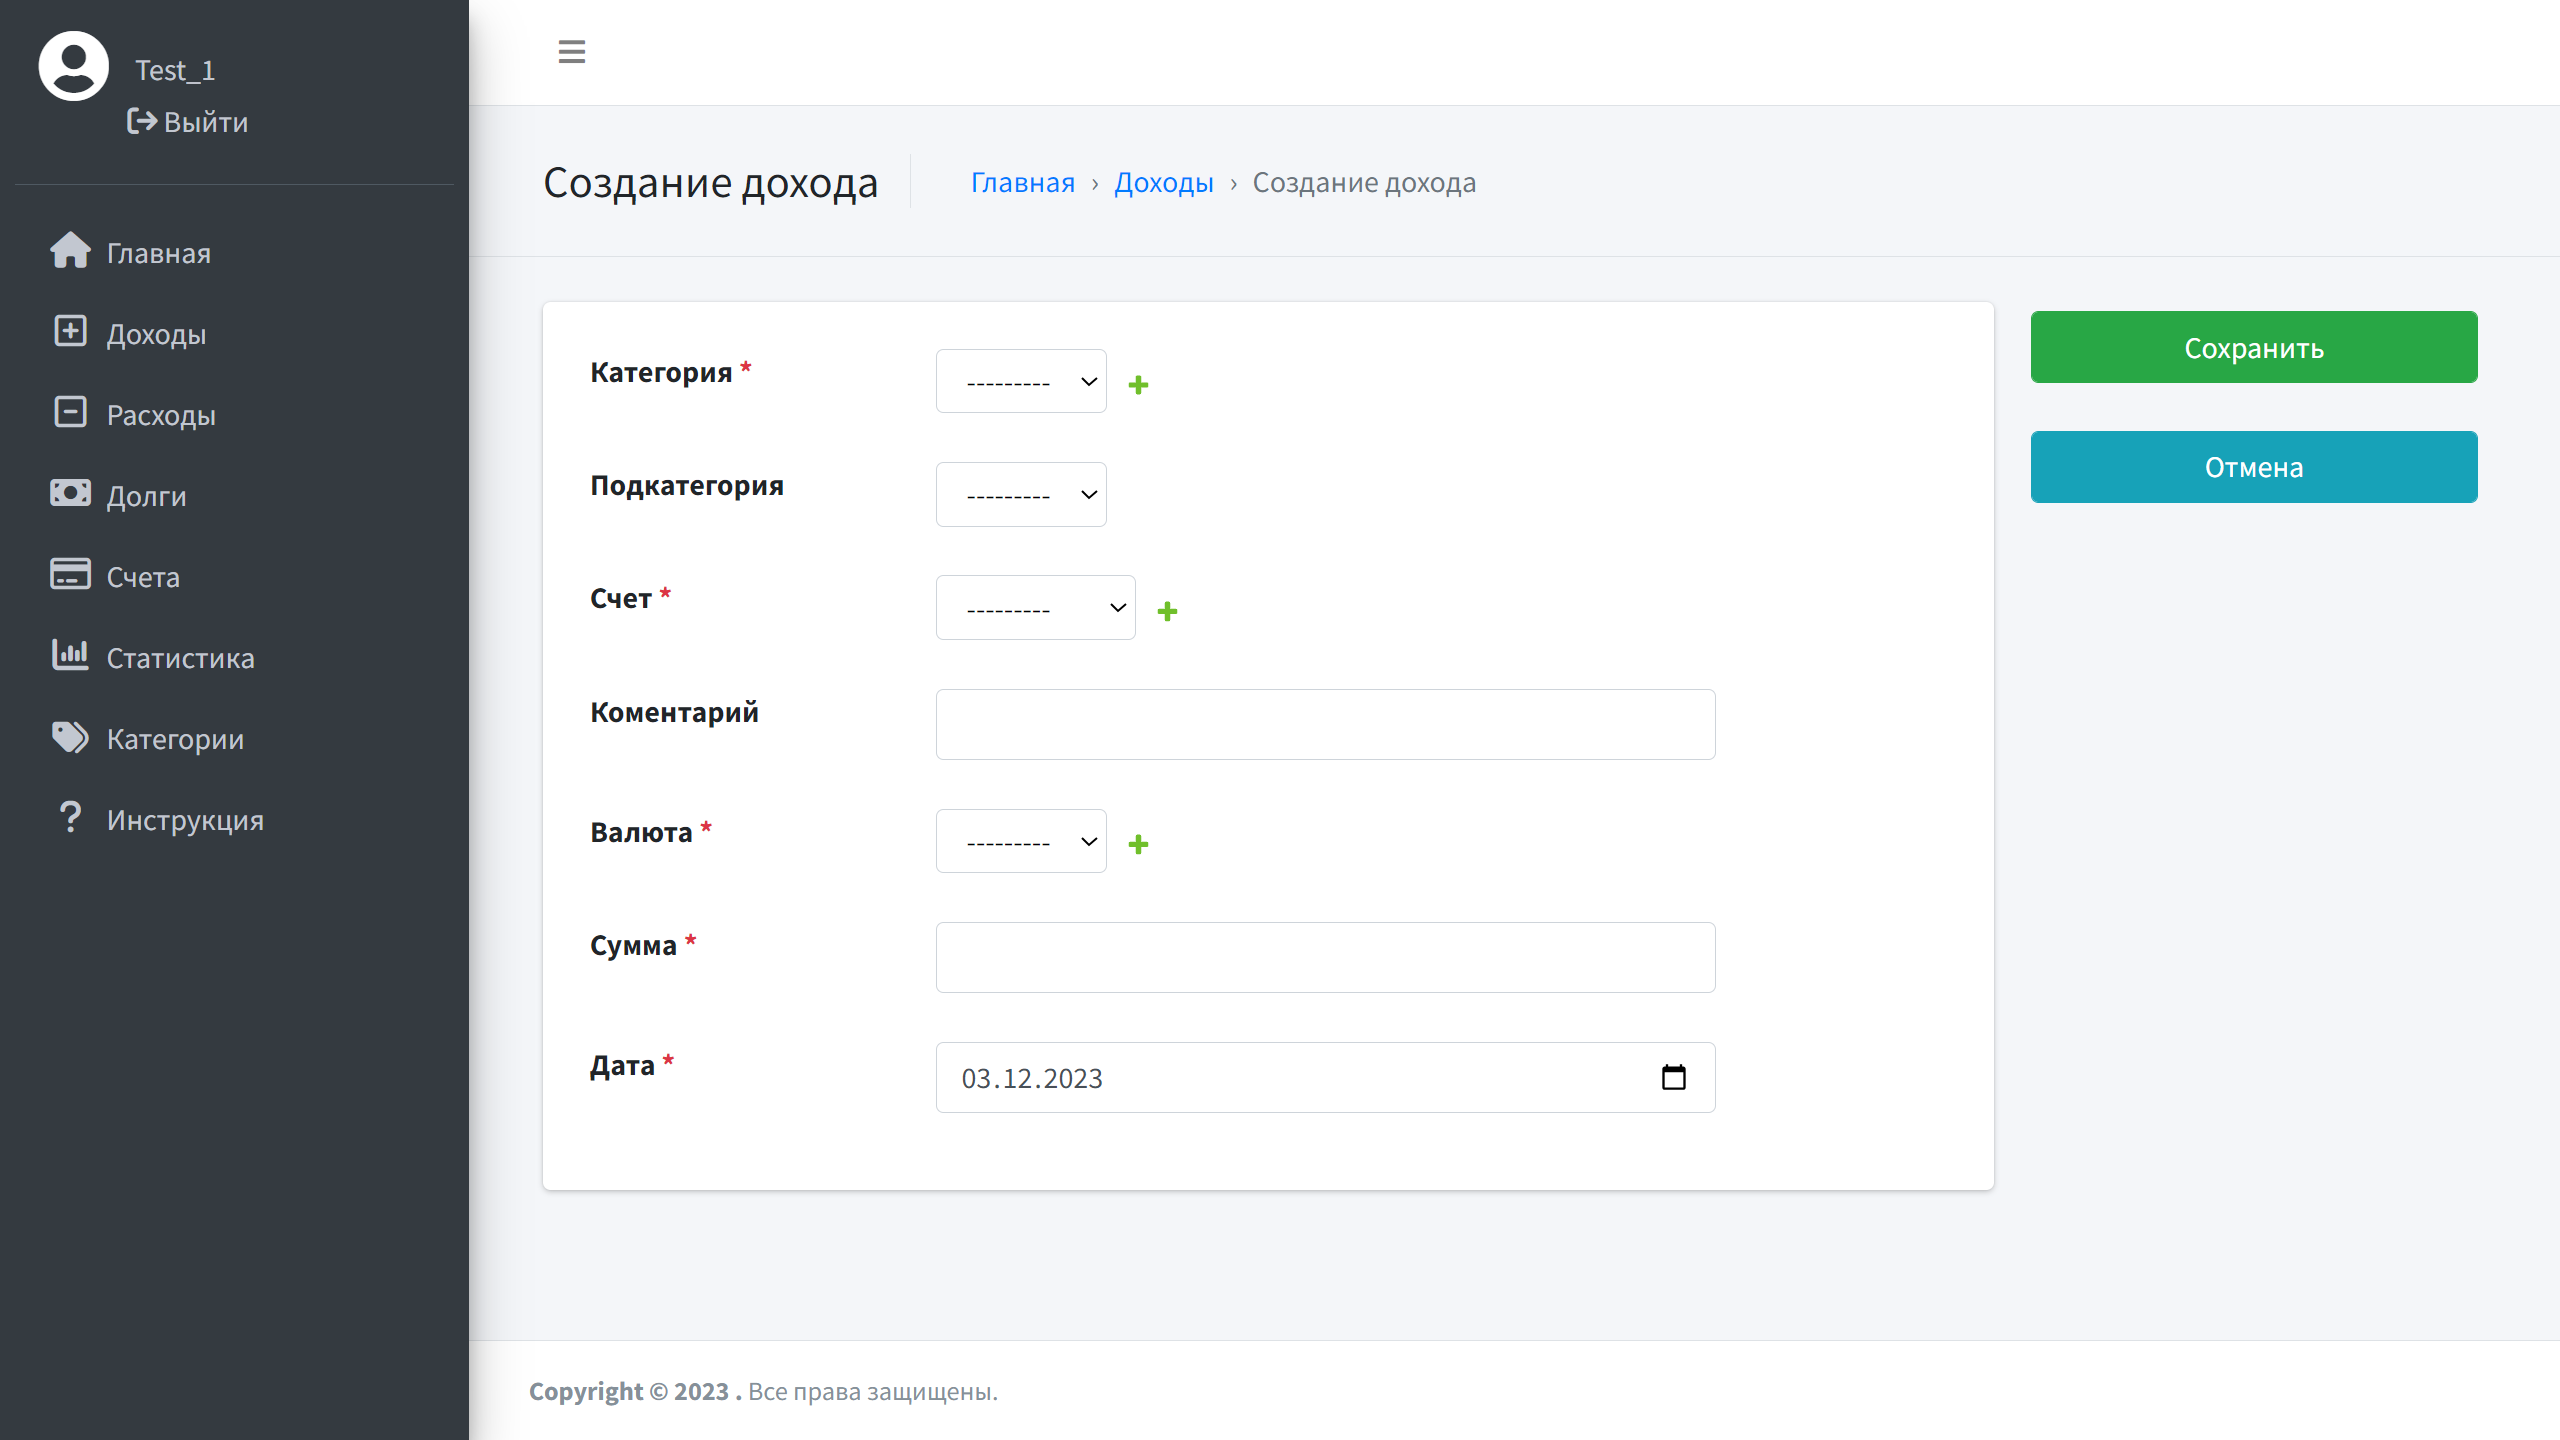 Test_1
Выйти
Главная
Доходы
Расходы
Долги
Счета
Статистика
Категории
Инструкция
Создание дохода
Главная › Доходы › Создание дохода
Категория * ---------
Подкатегория ---------
Счет * ---------
Коментарий
Валюта * ---------
Сумма *
Дата * 03.12.2023
Сохранить
Отмена
Copyright © 2023 . Все права защищены.